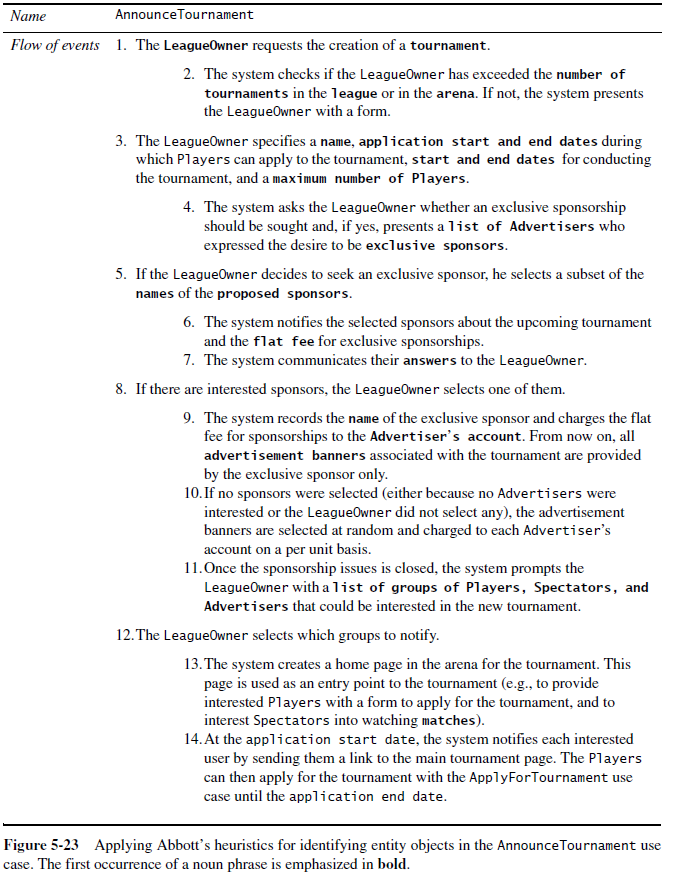 Name AnnounceTournament
Flow of events 1. The LeagueOwner requests the creation of a tournament.
2. The system checks if the LeagueOwner has exceeded the number of
tournaments in the league or in the arena. If not, the system presents
the LeagueOwner with a form.
3. The LeagueOwner specifies a name, application start and end dates during
which Players can apply to the tournament, start and end dates for conducting
the tournament, and a maximum number of Players.
4. The system asks the LeagueOwner whether an exclusive sponsorship
should be sought and, if yes, presents a list of Advertisers who
expressed the desire to be exclusive sponsors.
5. If the LeagueOwner decides to seek an exclusive sponsor, he selects a subset of the
names of the proposed sponsors.
6. The system notifies the selected sponsors about the upcoming tournament
and the flat fee for exclusive sponsorships.
7. The system communicates their answers to the LeagueOwner.
8. If there are interested sponsors, the LeagueOwner selects one of them.
9. The system records the name of the exclusive sponsor and charges the flat
fee for sponsorships to the Advertiser's account. From now on, all
advertisement banners associated with the tournament are provided
by the exclusive sponsor only.
10. If no sponsors were selected (either because no Advertisers were
interested or the LeagueOwner did not select any), the advertisement
banners are selected at random and charged to each Advertiser's
account on a per unit basis.
11. Once the sponsorship issues is closed, the system prompts the
LeagueOwner with a list of groups of Players, Spectators, and
Advertisers that could be interested in the new tournament.
12. The LeagueOwner selects which groups to notify.
13. The system creates a home page in the arena for the tournament. This
page is used as an entry point to the tournament (e.g., to provide
interested Players with a form to apply for the tournament, and to
interest Spectators into watching matches).
14. At the application start date, the system notifies each interested
user by sending them a link to the main tournament page. The Players
can then apply for the tournament with the ApplyForTournament use
case until the application end date.
Figure 5-23 Applying Abbott's heuristics for identifying entity objects in the AnnounceTournament use
case. The first occurrence of a noun phrase is emphasized in bold.